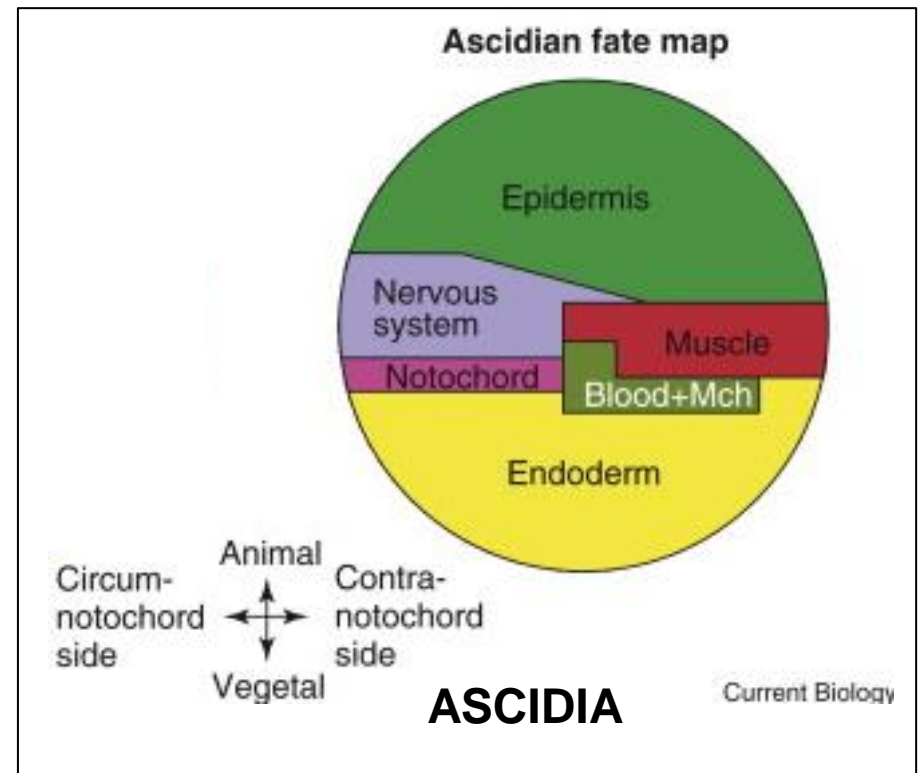 Ascidian fate map
Epidermis
Nervous
system
Muscle
Notochord
Blood+Mch
Endoderm
Animal
Circum-
notochord
side
Contra-
notochord
side
Vegetal
ASCIDIA
Current Biology